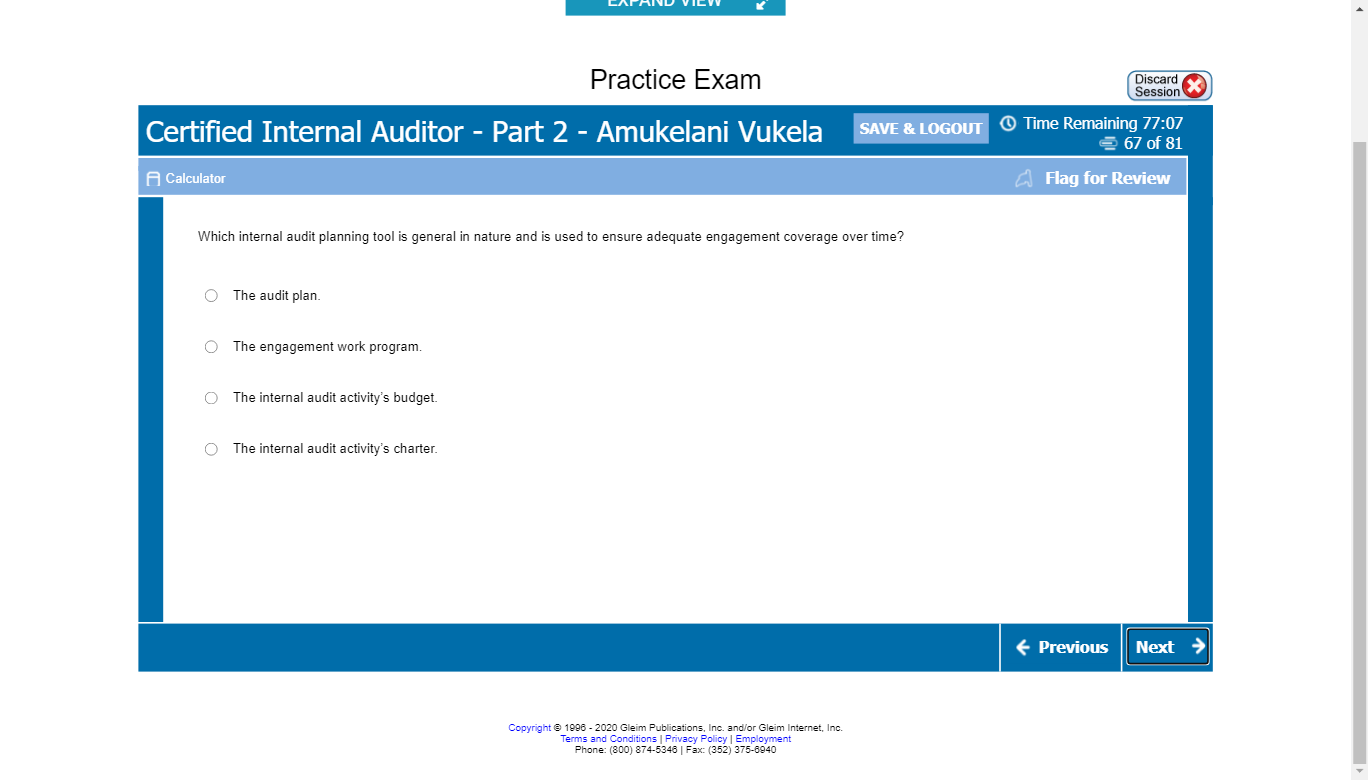 EXPAND VIEW
Practice Exam
Discard
Session
Certified Internal Auditor - Part 2 - Amukelani Vukela
SAVE & LOGOUT
Time Remaining 77:07
67 of 81
Calculator
Flag for Review
Which internal audit planning tool is general in nature and is used to ensure adequate engagement coverage over time?
The audit plan.
The engagement work program.
The internal audit activity’s budget.
The internal audit activity’s charter.
Previous
Next
Copyright © 1996 - 2020 Gleim Publications, Inc. and/or Gleim Internet, Inc.
Terms and Conditions | Privacy Policy | Employment
Phone: (800) 874-5346 | Fax: (352) 375-6940